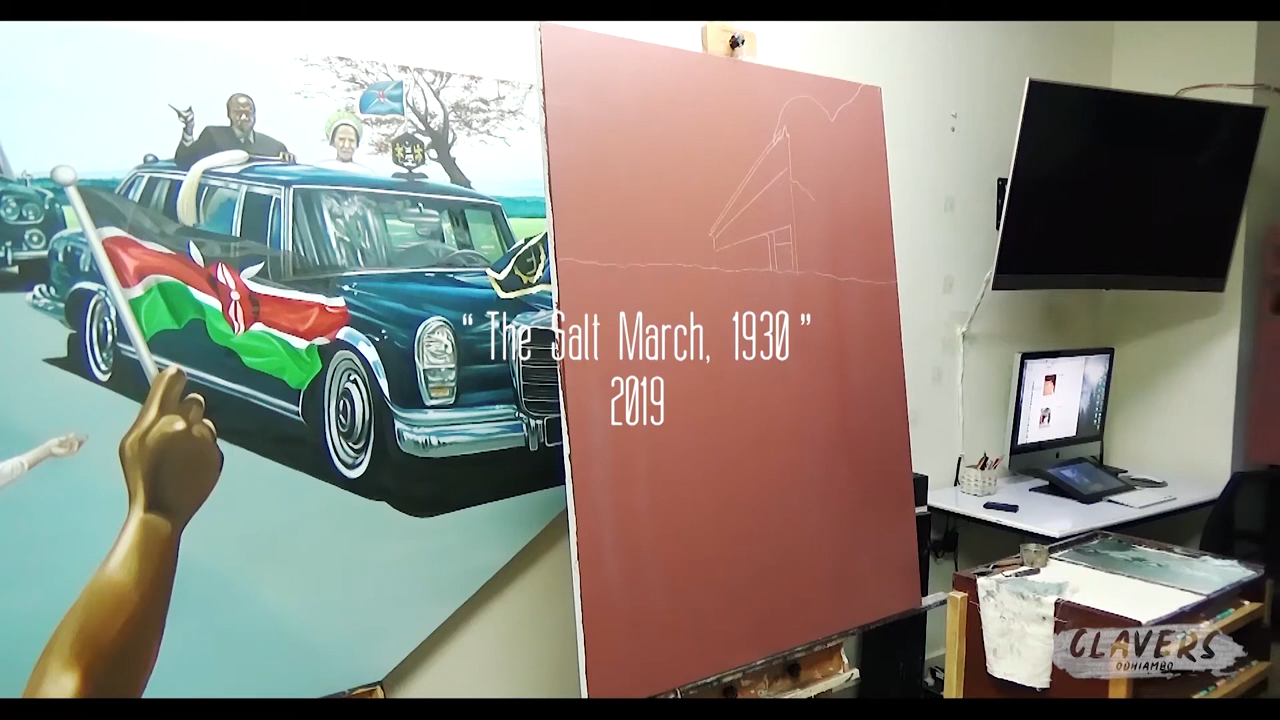 “The Salt March, 1930”
2019
CLAVERS
ODHIAMBO